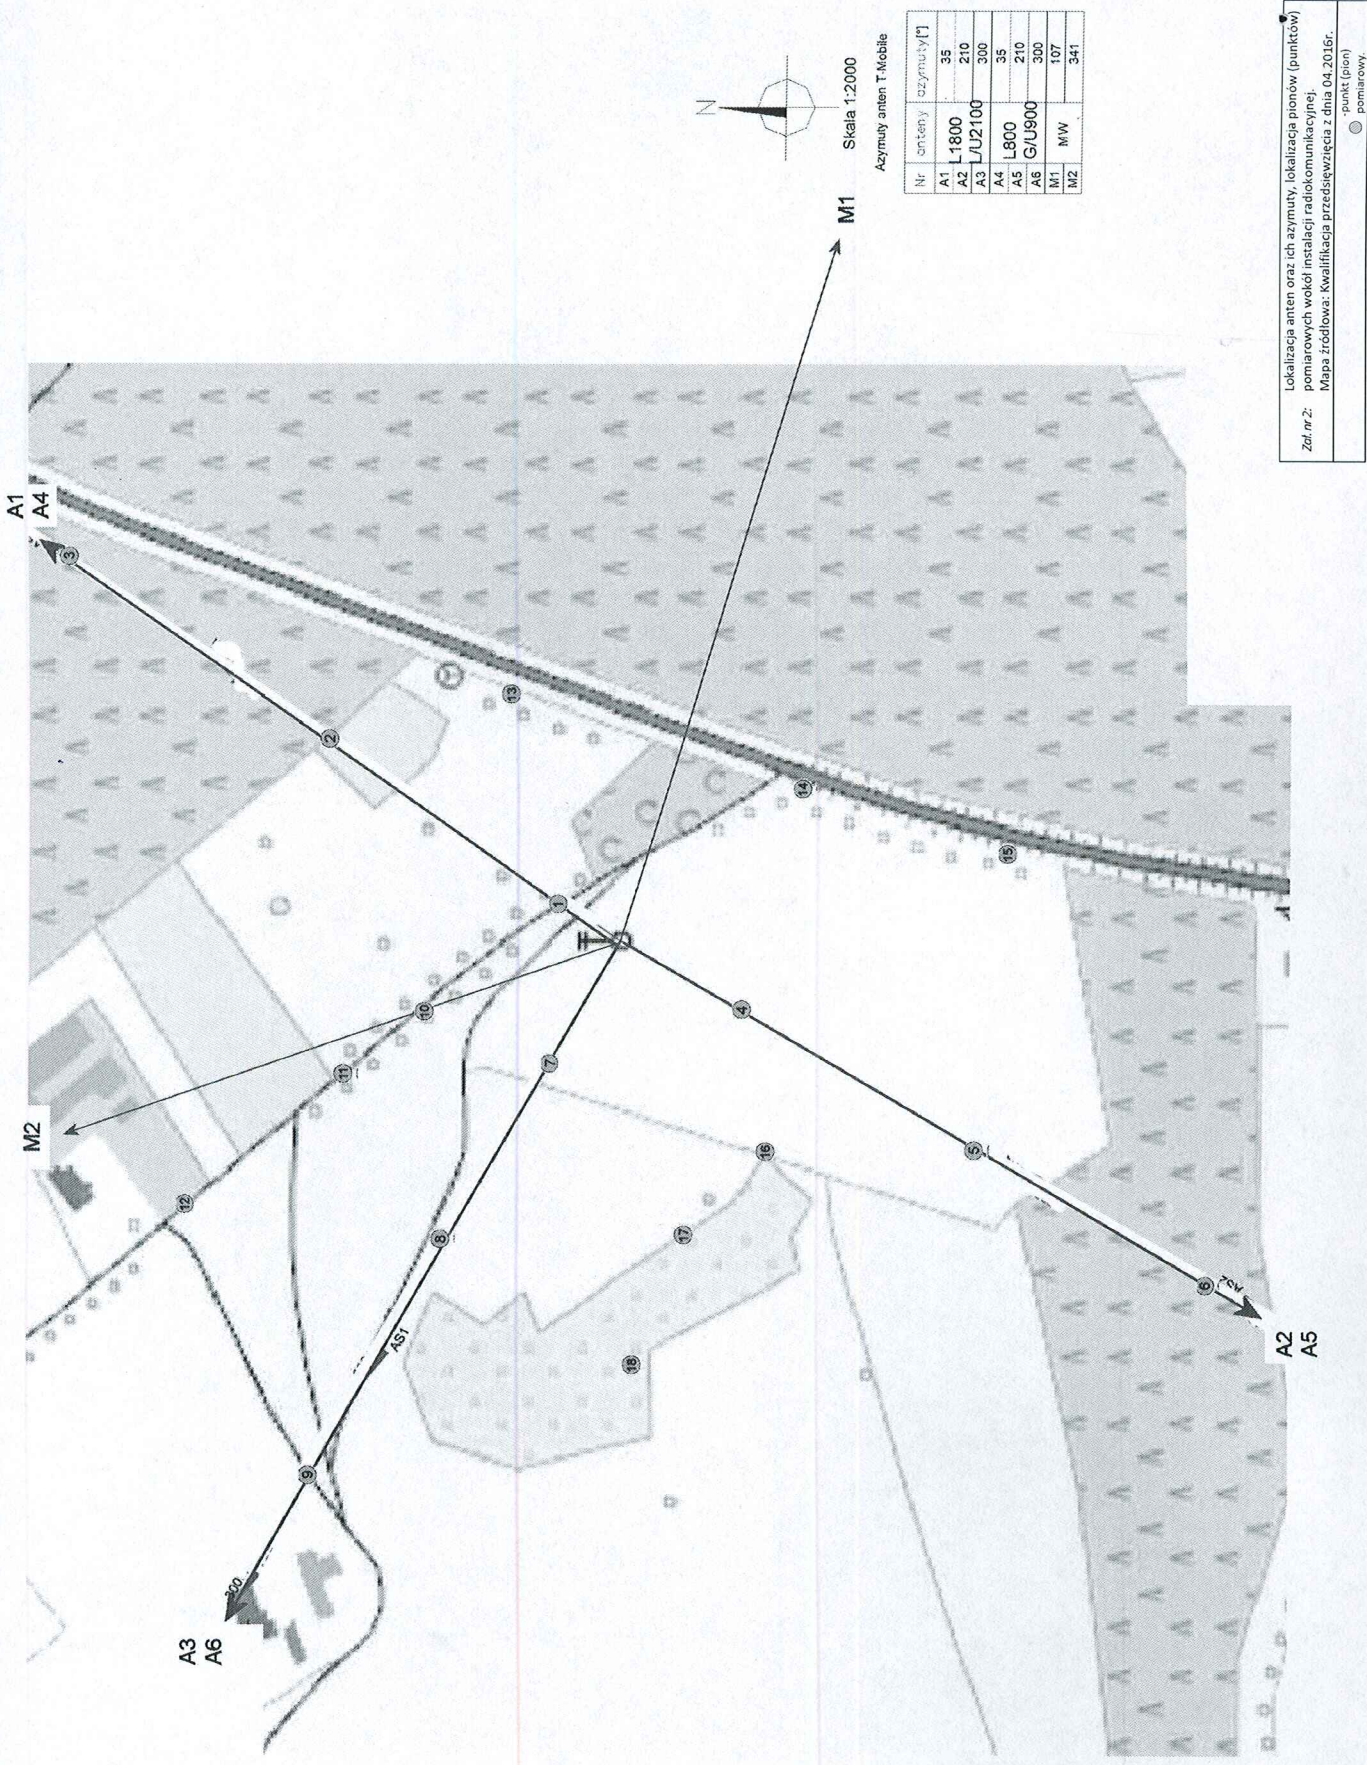 A1
A4
3
M2
2
13
14
15
1
10
11
12
4
7
8
9
5
6
16
17
18
AS1
300
A3
A6
A2
A5
M1
N
Skala 1:2000
Azymuty anten T-Mobile
Nr anteny azymuty[°]
A1 L1800 35
A2 L/U2100 210
A3 300
A4 L800 35
A5 G/U900 210
A6 300
M1 MW 107
M2 341
Zał. nr 2: Lokalizacja anten oraz ich azymuty, lokalizacja pionów (punktów)
pomiarowych wokół instalacji radiokomunikacyjnej.
Mapa źródłowa: Kwalifikacja przedsięwzięcia z dnia 04.2016r.
-punkt (pion)
pomiarowy.